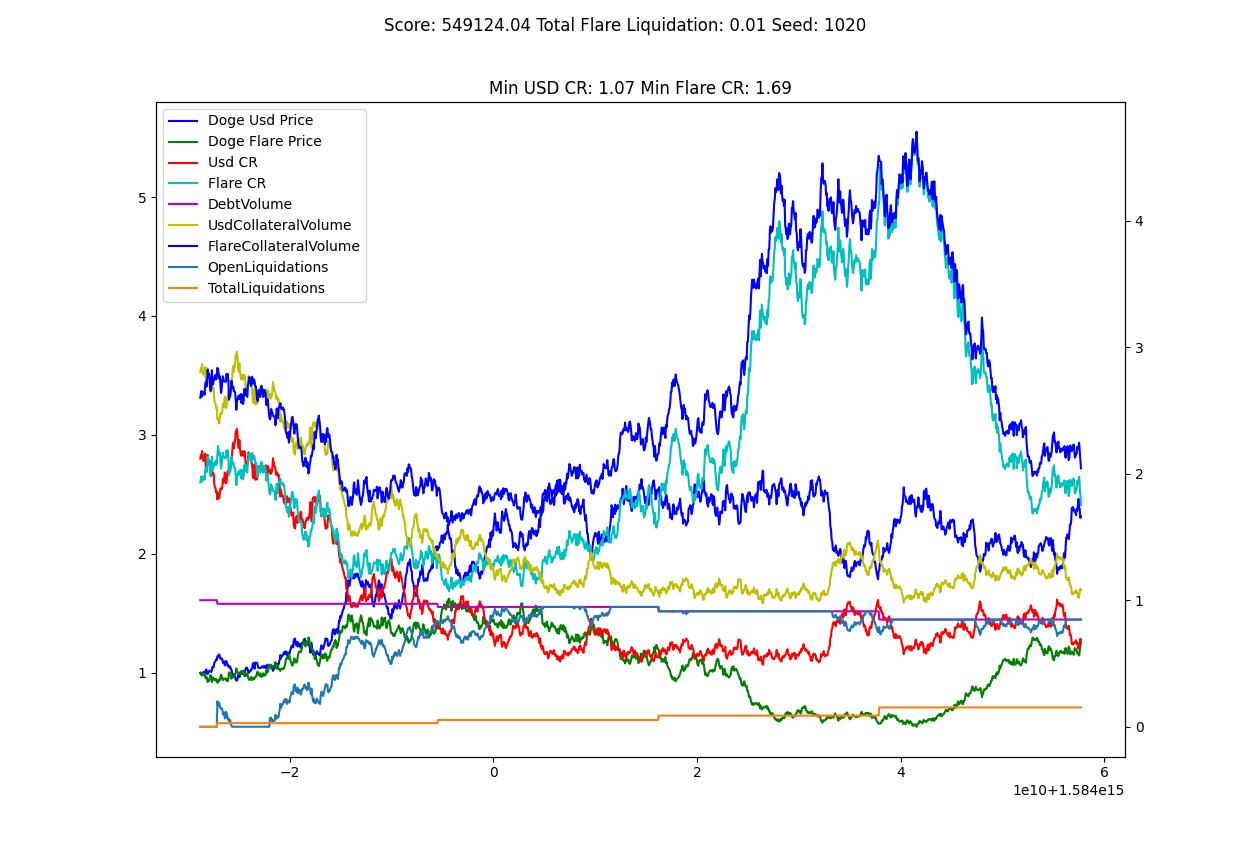 Score: 549124.04 Total Flare Liquidation: 0.01 Seed: 1020
Min USD CR: 1.07 Min Flare CR: 1.69
Doge Usd Price
Doge Flare Price
Usd CR
Flare CR
DebtVolume
UsdCollateralVolume
FlareCollateralVolume
OpenLiquidations
TotalLiquidations
5
4
3
2
1
4
3
2
1
0
−2
0
2
4
6
1e10+1.584e15